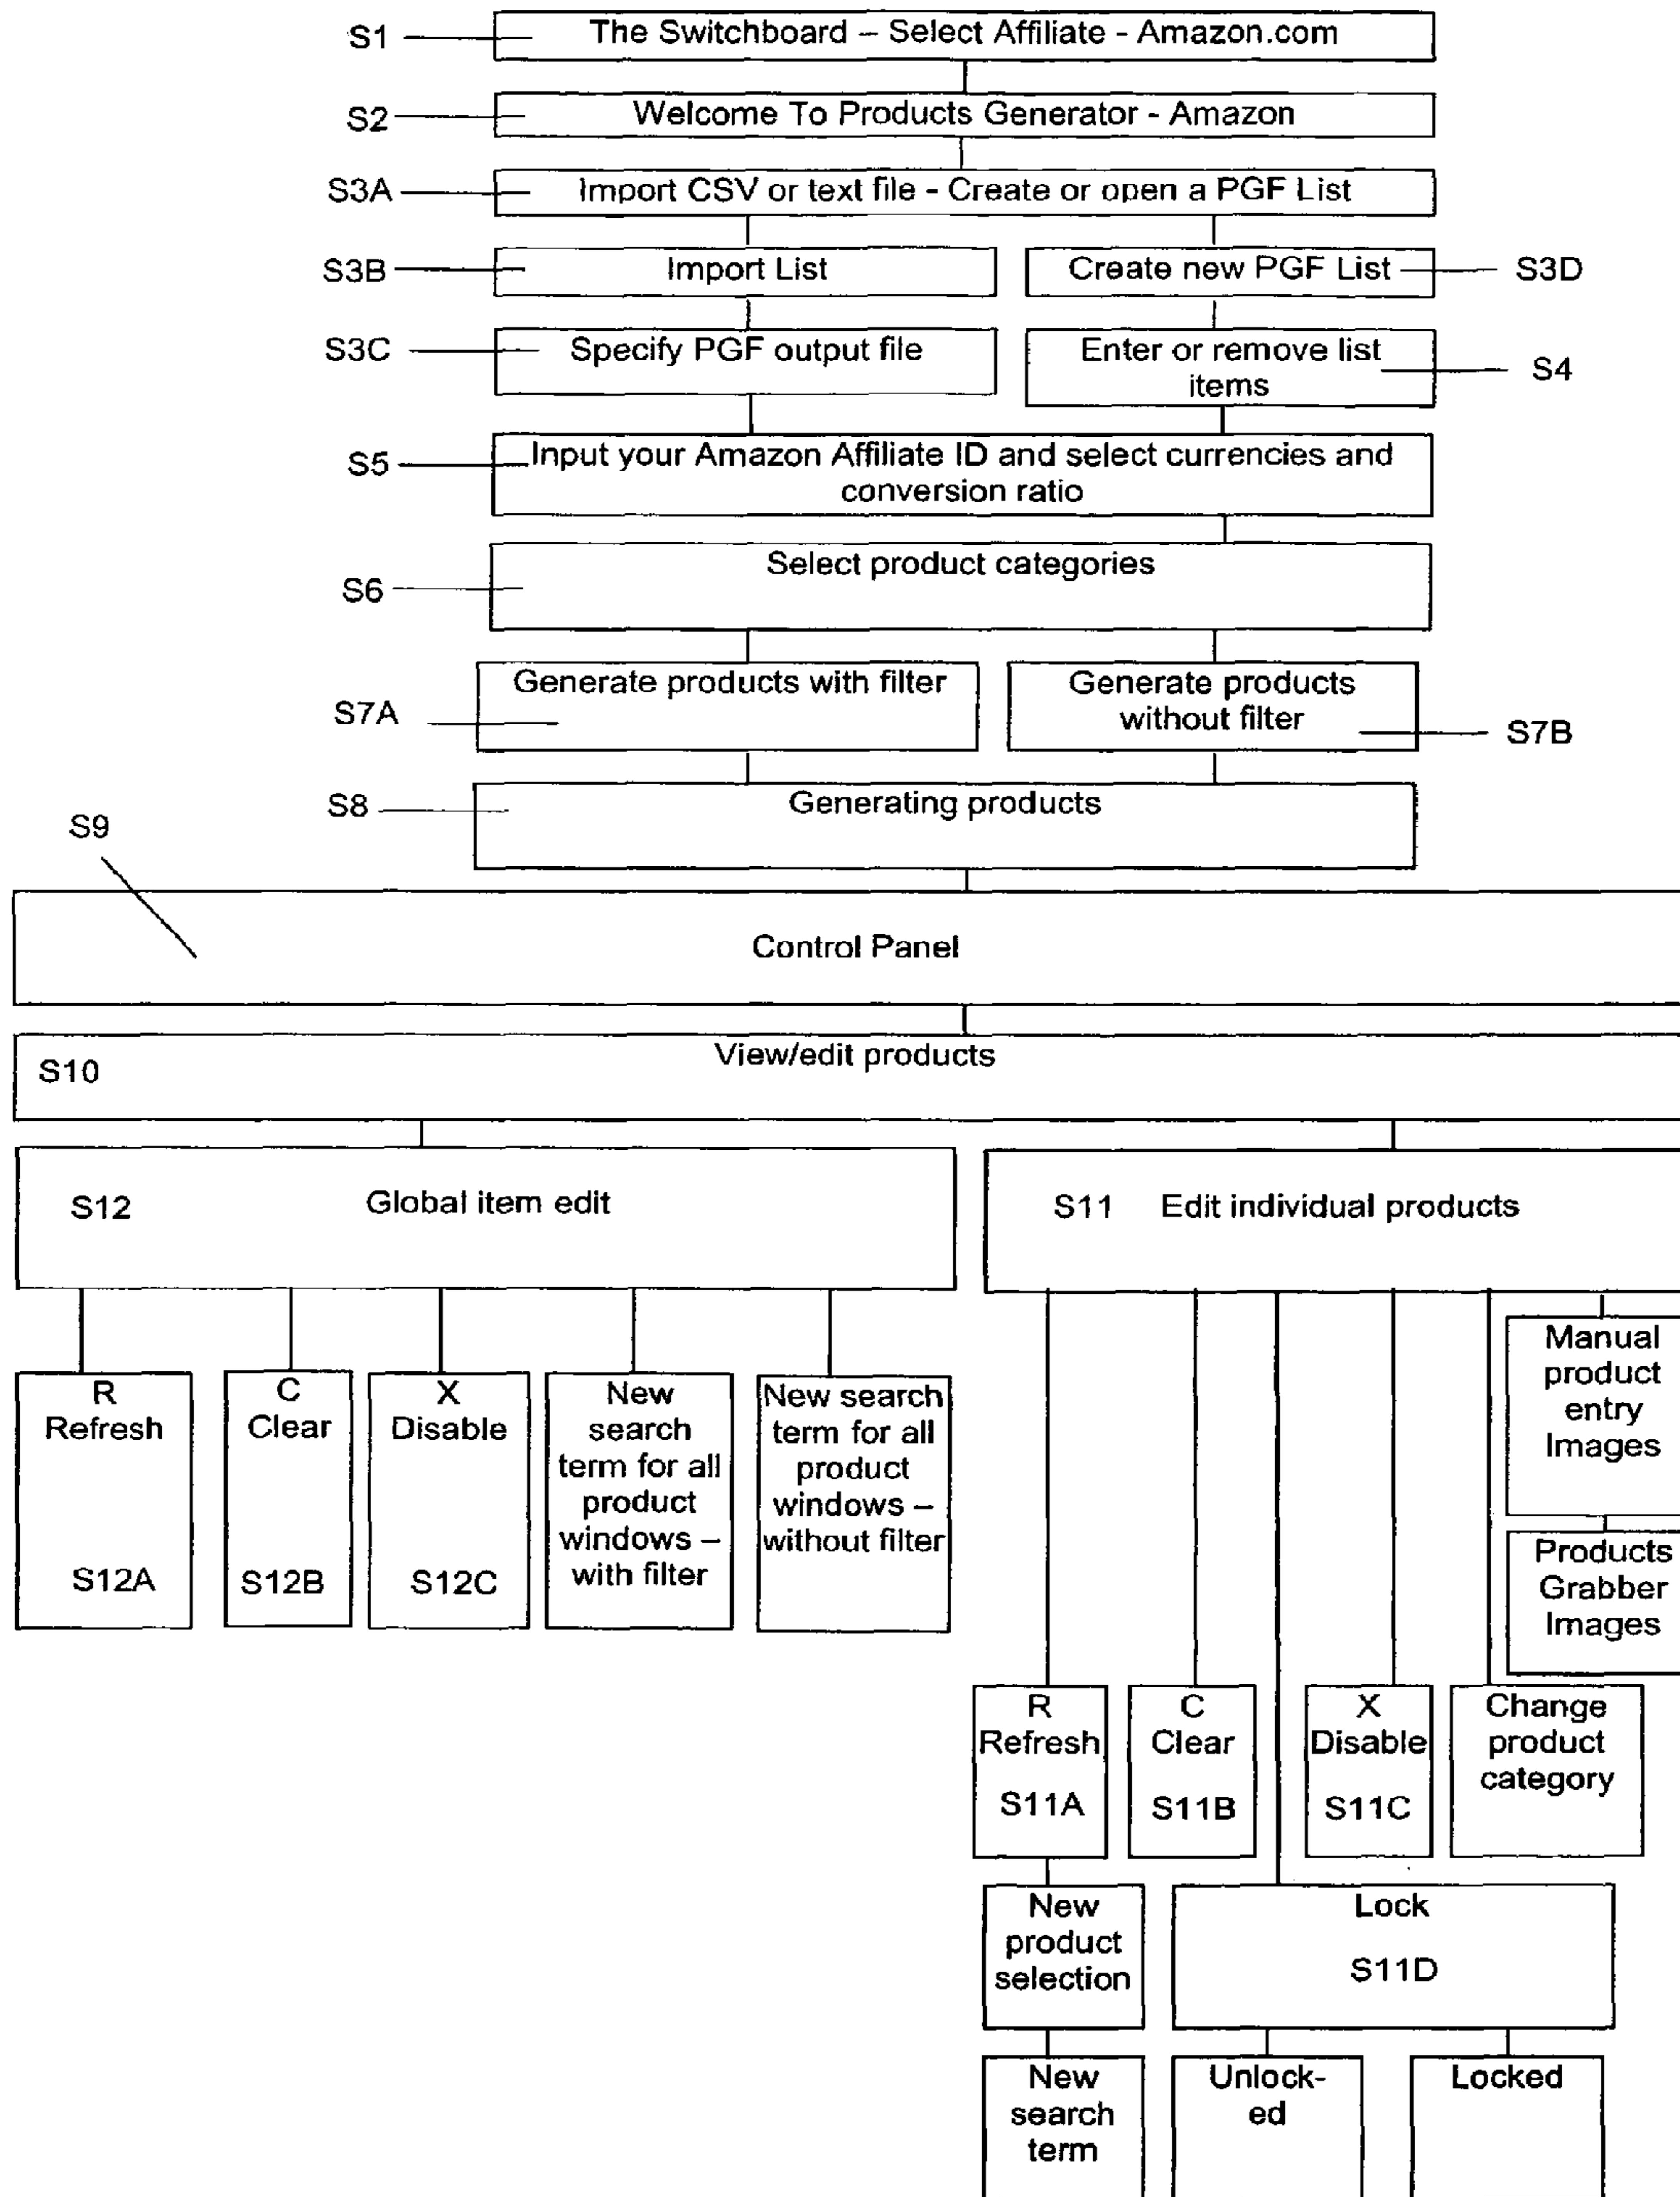 S1 The Switchboard – Select Affiliate - Amazon.com
S2 Welcome To Products Generator - Amazon
S3A Import CSV or text file - Create or open a PGF List
S3B Import List
Create new PGF List S3D
S3C Specify PGF output file
Enter or remove list
items
S4
S5 Input your Amazon Affiliate ID and select currencies and
conversion ratio
S6 Select product categories
S7A Generate products with filter
Generate products
without filter
S7B
S8 Generating products
S9
Control Panel
S10 View/edit products
S12 Global item edit
S11 Edit individual products
R
Refresh
S12A
C
Clear
S12B
X
Disable
S12C
New
search
term for all
product
windows –
with filter
New search
term for all
product
windows –
without filter
Manual
product
entry
Images
Products
Grabber
Images
R
Refresh
S11A
C
Clear
S11B
X
Disable
S11C
Change
product
category
New
product
selection
Lock
S11D
New
search
term
Unlock-
ed
Locked